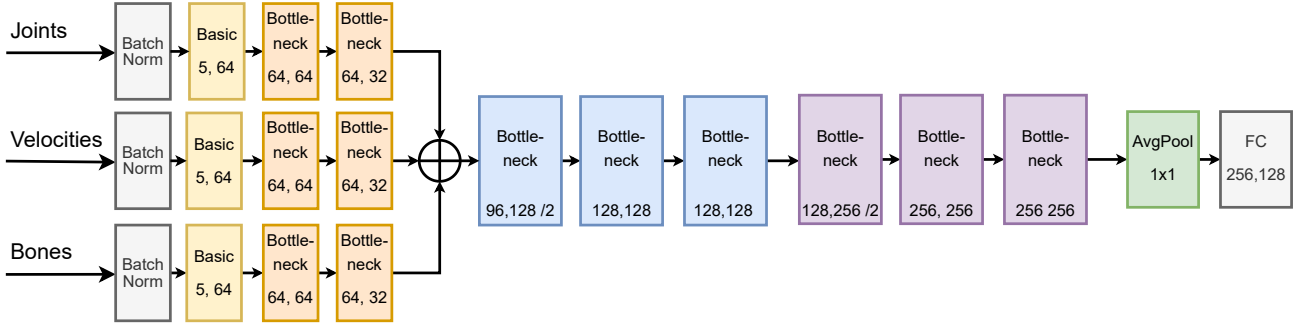 Joints
Batch
Norm
Basic
5, 64
Bottle-
neck
64, 64
Bottle-
neck
64, 32
Velocities
Batch
Norm
Basic
5, 64
Bottle-
neck
64, 64
Bottle-
neck
64, 32
Bones
Batch
Norm
Basic
5, 64
Bottle-
neck
64, 64
Bottle-
neck
64, 32
Bottle-
neck
96,128 /2
Bottle-
neck
128,128
Bottle-
neck
128,128
Bottle-
neck
128,256 /2
Bottle-
neck
256, 256
Bottle-
neck
256 256
AvgPool
1x1
FC
256,128